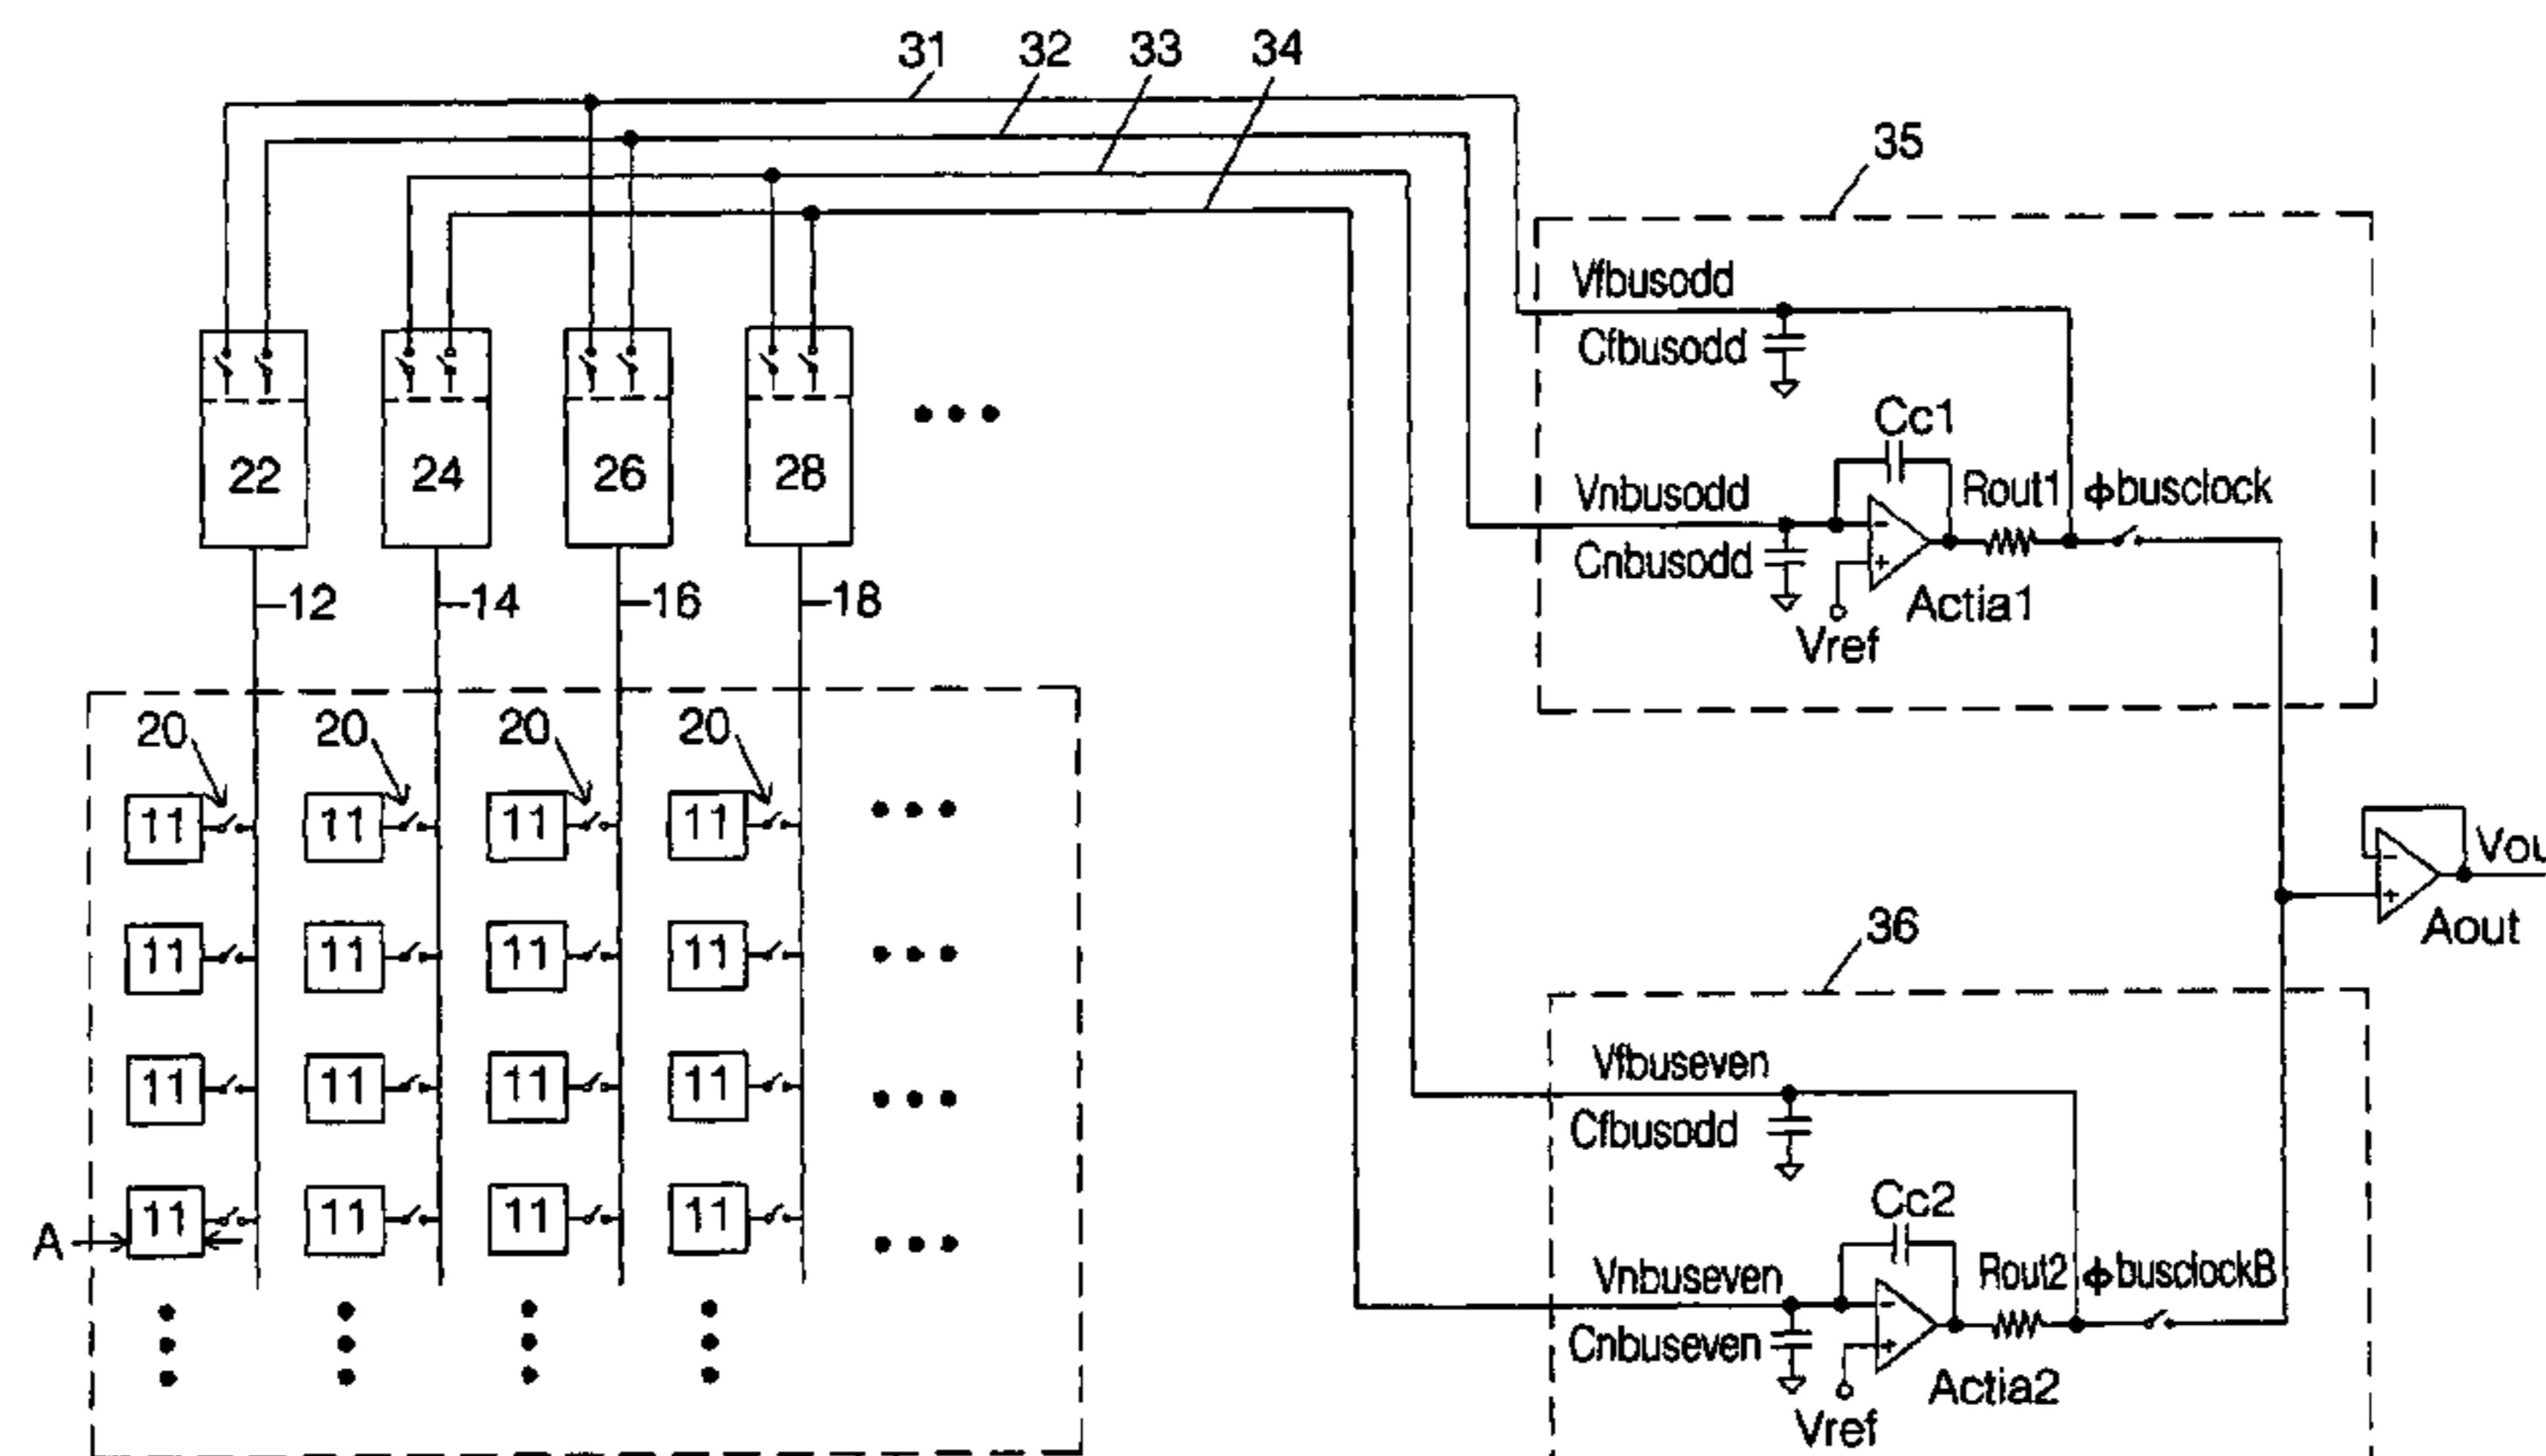 31 32 33 34
35
Vfbusodd
Cfbusodd
Cc1
22 24 26 28
Vnbusodd Rout1 ϕbusclock
Cnbusodd
Actia1
12 14 16 18
Vref
20 20 20 20
11 11 11 11
Vou
Aout
36
11 11 11 11
Vfbuseven
11 11 11 11
Cfbusodd
Cc2
11 11 11 11
A
Vnbuseven Rout2 ϕbusclockB
Cnbuseven
Actia2
Vref